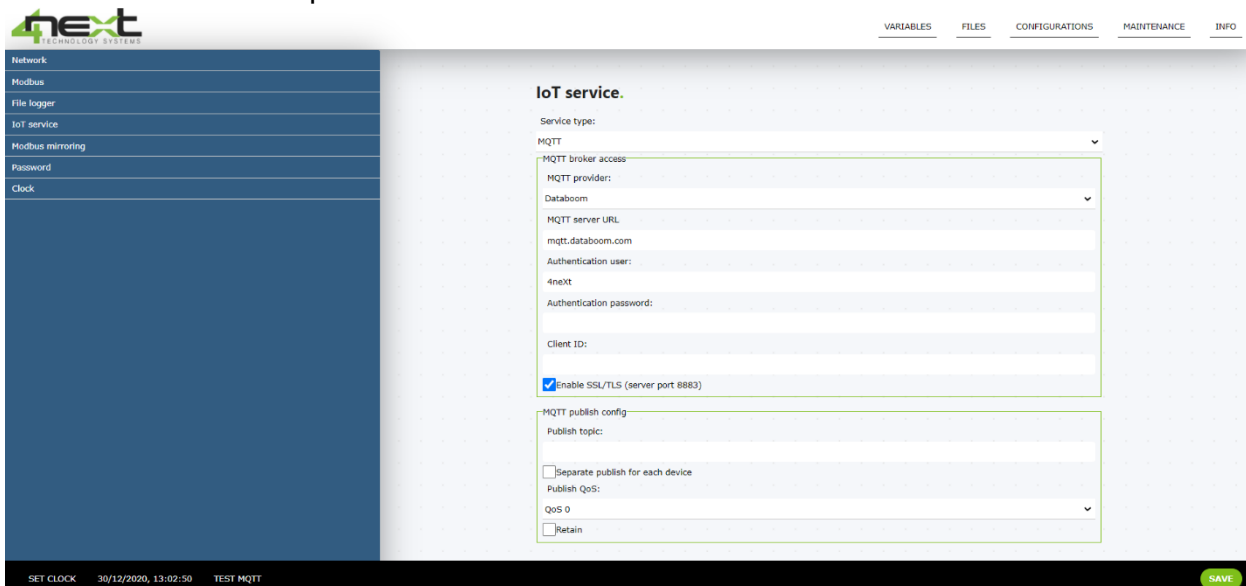 4neXt
TECHNOLOGY SYSTEMS
VARIABLES FILES CONFIGURATIONS MAINTENANCE INFO
Network
Modbus
File logger
IoT service
Modbus mirroring
Password
Clock
IoT service.
Service type:
MQTT
MQTT broker access
MQTT provider:
Databoom
MQTT server URL
mqtt.databoom.com
Authentication user:
4neXt
Authentication password:
Client ID:
Enable SSL/TLS (server port 8883)
MQTT publish config
Publish topic:
Separate publish for each device
Publish QoS:
QoS 0
Retain
SET CLOCK 30/12/2020, 13:02:50 TEST MQTT SAVE